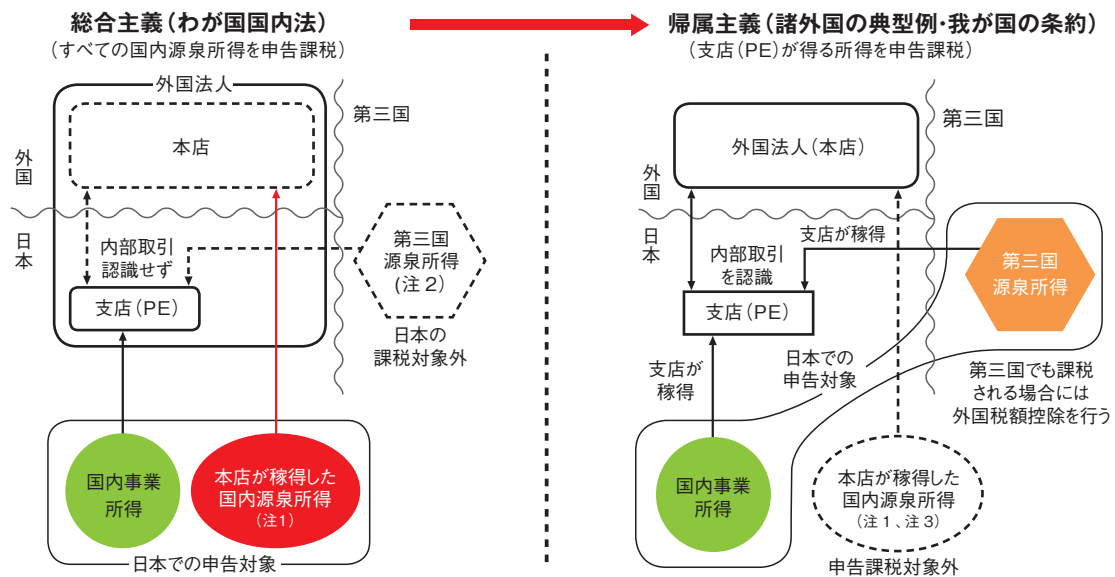 総合主義(わが国国内法)
(すべての国内源泉所得を申告課税)
外国法人
本店
第三国
外国
日本
内部取引
認識せず
支店(PE)
第三国
源泉所得
(注2)
日本の
課税対象外
国内事業
所得
本店が稼得した
国内源泉所得
(注1)
日本での申告対象
帰属主義(諸外国の典型例・我が国の条約)
(支店(PE)が得る所得を申告課税)
外国法人(本店)
第三国
外国
日本
支店が稼得
内部取引
を認識
支店(PE)
第三国
源泉所得
支店が
稼得
日本での
申告対象
第三国でも課税
される場合には
外国税額控除を行う
国内事業
所得
本店が稼得した
国内源泉所得
(注1、注3)
申告課税対象外